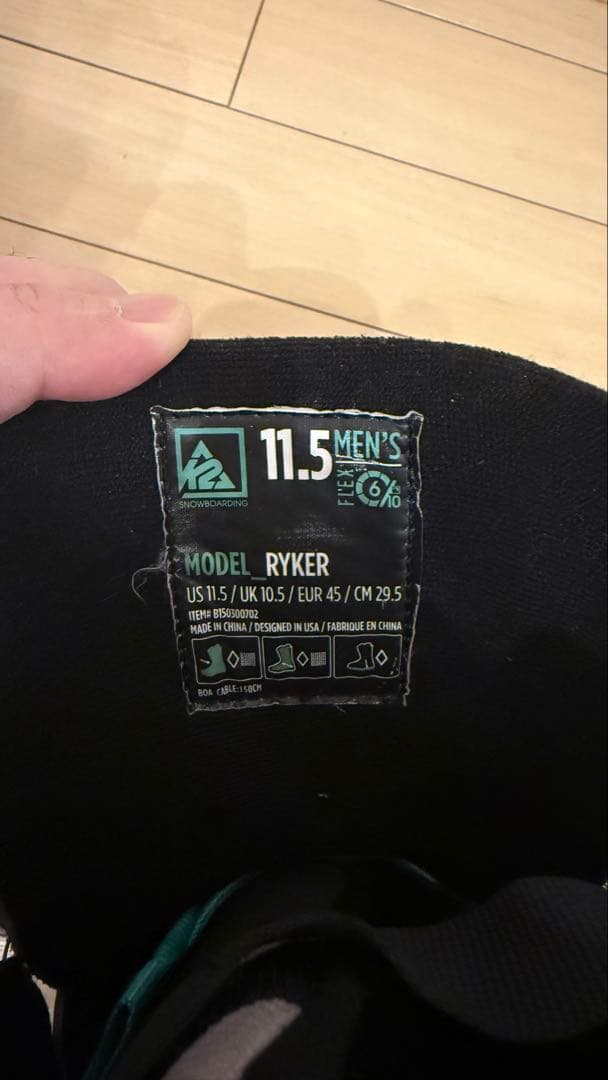 K2
SNOWBOARDING
11.5 MEN'S
FLEX 6/10
MODEL_RYKER
US 11.5 / UK 10.5 / EUR 45 / CM 29.5
ITEM# B150300702
MADE IN CHINA / DESIGNED IN USA / FABRIQUE EN CHINA
BOA CABLE:150CM